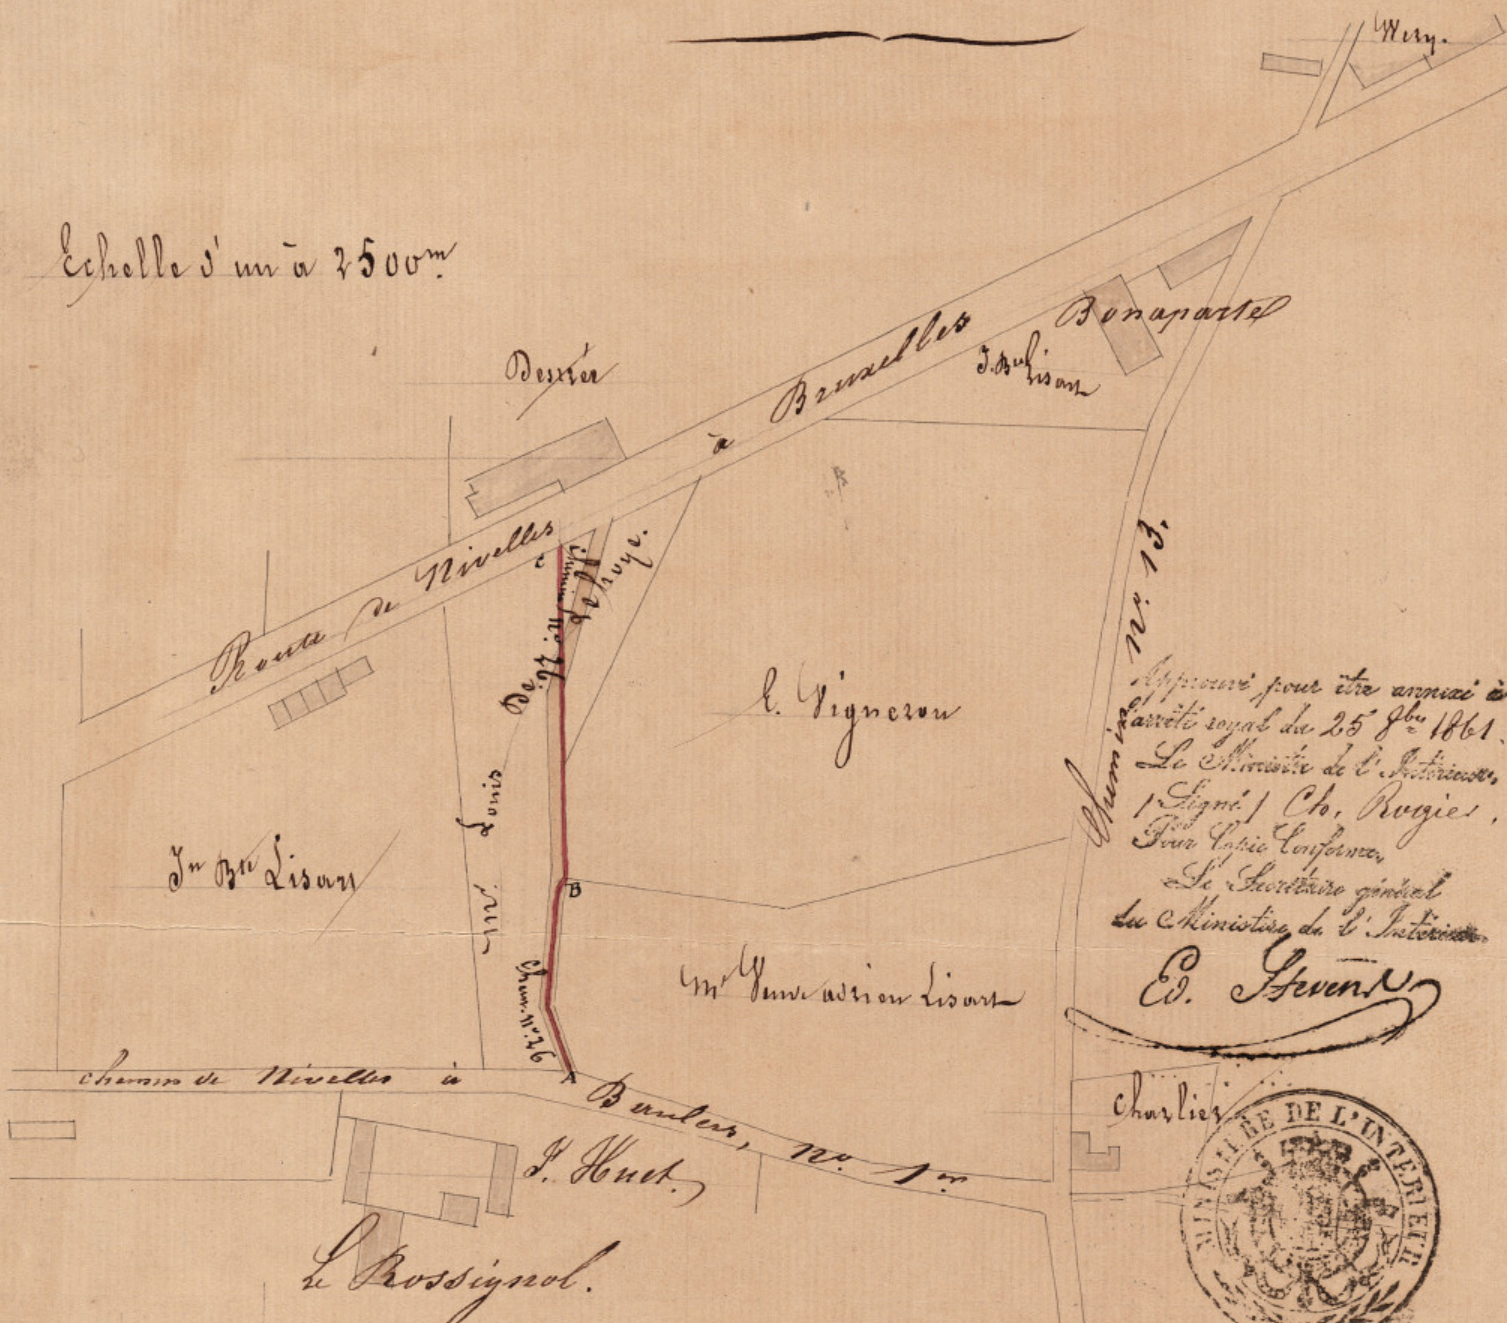 Wery.
Echelle d'un à 2500m.
Bonaparte
J. Bte Lisart
Route de Nivelles à Bruxelles
C
chemin N° 26.
De Louis Delroye.
Mr.
E. Vigneron
Chemin N° 13.
Approuvé pour être annexé à
l'arrêté royal du 25 8bre 1861.
Le Ministre de l'Intérieur,
/Signé/ Ch. Rogier.
Pour Copie Conforme,
Le Secrétaire général
du Ministère de l'Intérieur
Ed. Stevens
Jn Bte Lisart
B
Mme Veuve adrien Lisart
Chem. N° 26
A
chemin de Nivelles à Baulers, N° 1er
Charlier
J. Huet.
Le Rossignol.
MINISTÈRE DE L'INTÉRIEUR